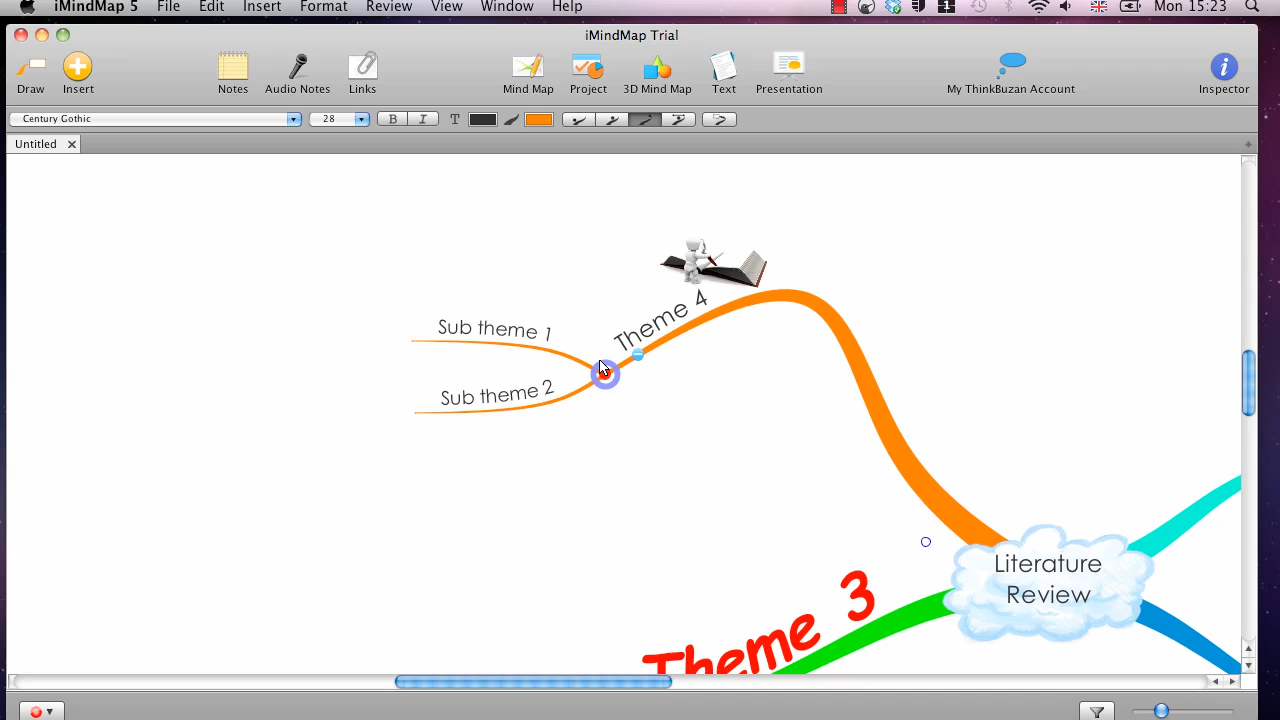 iMindMap 5 File Edit Insert Format Review View Window Help 1 Mon 15:23
iMindMap Trial
Draw Insert Notes Audio Notes Links Mind Map Project 3D Mind Map Text Presentation My ThinkBuzan Account Inspector
Century Gothic 28 B I T
Untitled
Theme 4
Sub theme 1
Sub theme 2
Literature
Review
Theme 3